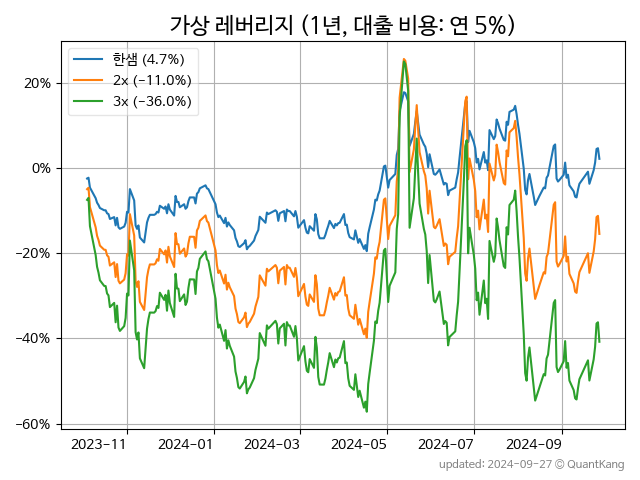 가상 레버리지 (1년, 대출 비용: 연 5%)
한샘 (4.7%)
2x (−11.0%)
3x (−36.0%)
20%
0%
−20%
−40%
−60%
2023−11 2024−01 2024−03 2024−05 2024−07 2024−09
updated: 2024-09-27 © QuantKang